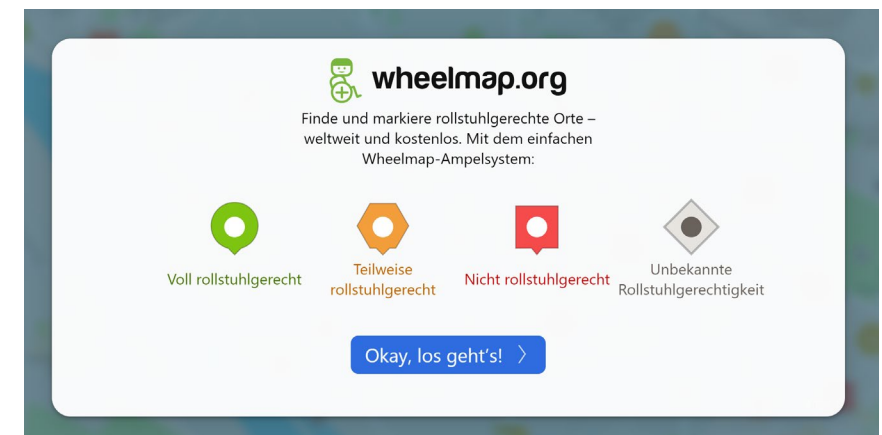 wheelmap.org
Finde und markiere rollstuhlgerechte Orte –
weltweit und kostenlos. Mit dem einfachen
Wheelmap-Ampelsystem:
Voll rollstuhlgerecht
Teilweise
rollstuhlgerecht
Nicht rollstuhlgerecht
Unbekannte
Rollstuhlgerechtigkeit
Okay, los geht's!